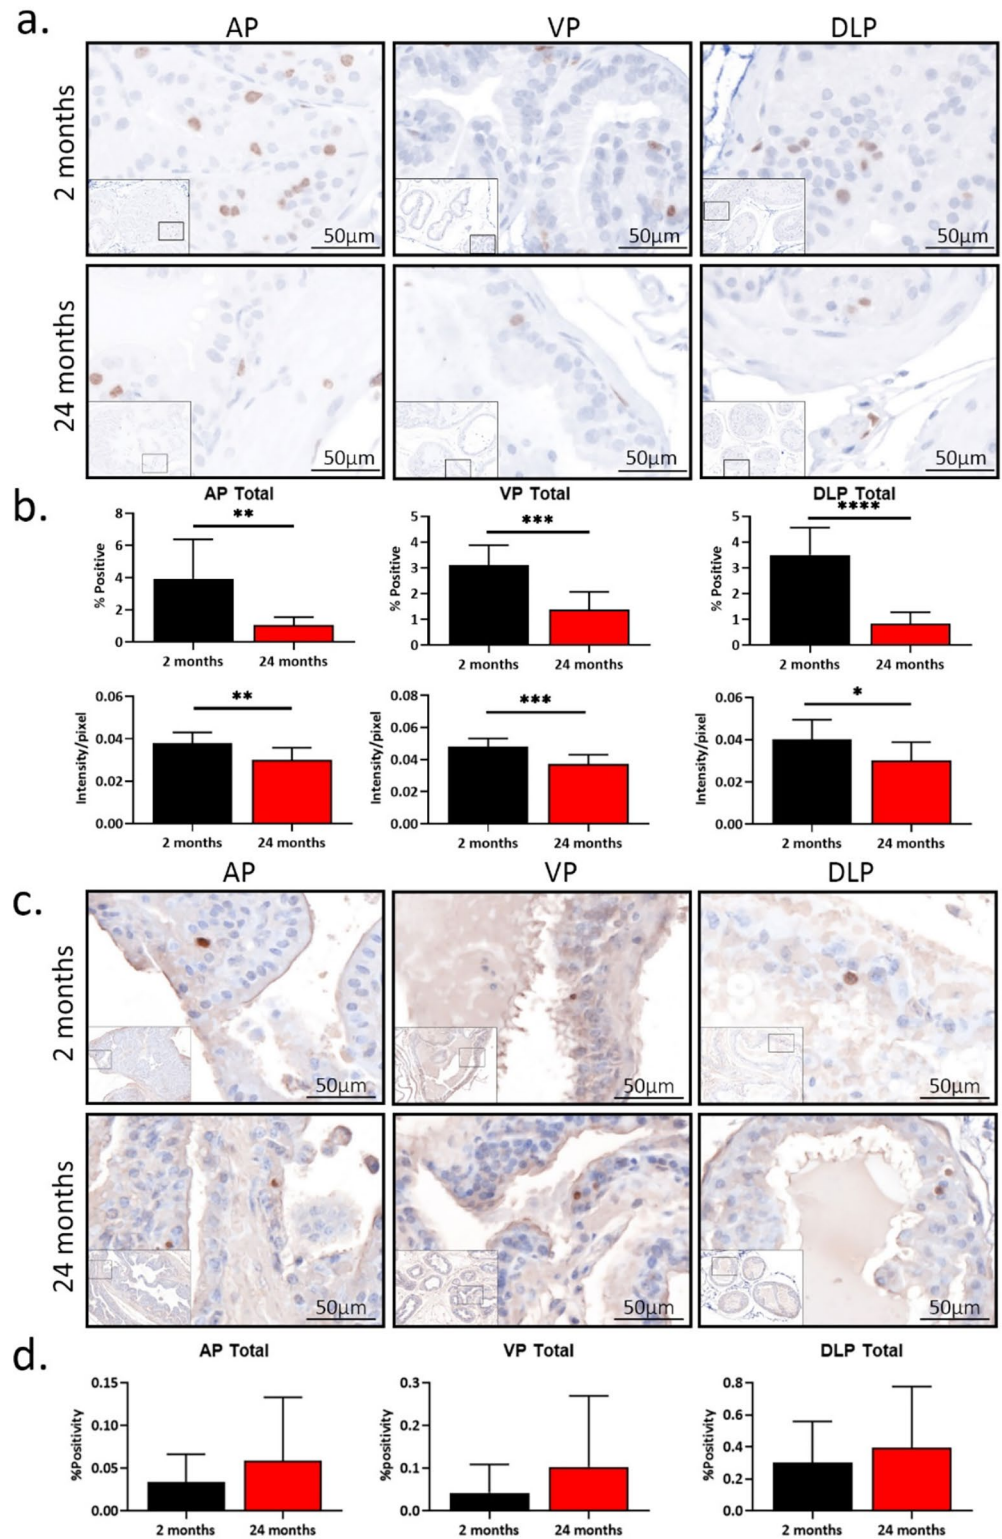 a.
AP VP DLP
2 months
50μm 50μm 50μm
24 months
50μm 50μm 50μm
b.
AP Total VP Total DLP Total
** *** ****
% Positive % Positive % Positive
8 5 5
6 4 4
4 3 3
2 2 2
0 1 1
0 0
2 months 24 months 2 months 24 months 2 months 24 months
** *** *
Intensity/pixel Intensity/pixel Intensity/pixel
0.06 0.08 0.06
0.04 0.06 0.04
0.02 0.04 0.02
0.00 0.02 0.00
0.00
2 months 24 months 2 months 24 months 2 months 24 months
c.
AP VP DLP
2 months
50μm 50μm 50μm
24 months
50μm 50μm 50μm
d.
AP Total VP Total DLP Total
%Positivity %positivity %Positivity
0.15 0.3 0.8
0.10 0.2 0.6
0.05 0.1 0.4
0.00 0.0 0.2
0.0
2 months 24 months 2 months 24 months 2 months 24 months